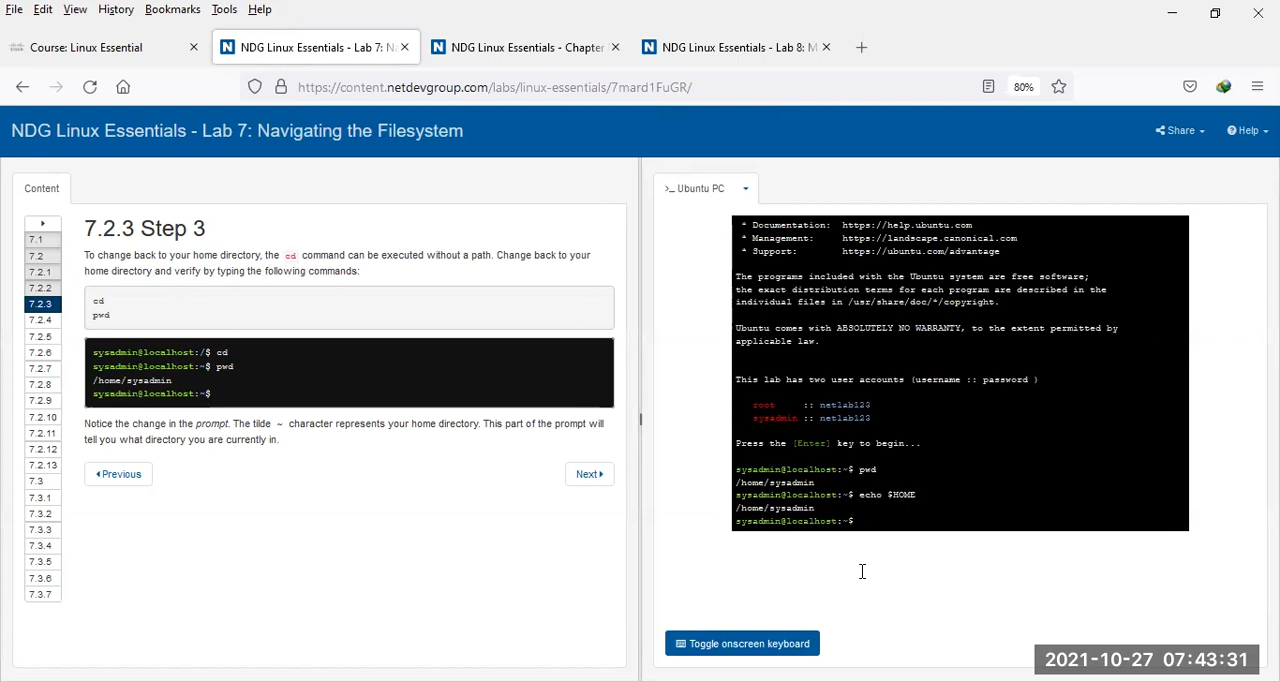 File Edit View History Bookmarks Tools Help
Course: Linux Essential
NDG Linux Essentials - Lab 7: Na
NDG Linux Essentials - Chapter
NDG Linux Essentials - Lab 8: M
https://content.netdevgroup.com/labs/linux-essentials/7mard1FuGR/
80%
NDG Linux Essentials - Lab 7: Navigating the Filesystem
Share
Help
Content
7.1
7.2
7.2.1
7.2.2
7.2.3
7.2.4
7.2.5
7.2.6
7.2.7
7.2.8
7.2.9
7.2.10
7.2.11
7.2.12
7.2.13
7.3
7.3.1
7.3.2
7.3.3
7.3.4
7.3.5
7.3.6
7.3.7
7.2.3 Step 3
To change back to your home directory, the cd command can be executed without a path. Change back to your
home directory and verify by typing the following commands:
cd
pwd
sysadmin@localhost:/$ cd
sysadmin@localhost:~$ pwd
/home/sysadmin
sysadmin@localhost:~$
Notice the change in the prompt. The tilde ~ character represents your home directory. This part of the prompt will
tell you what directory you are currently in.
Previous
Next
>_ Ubuntu PC
* Documentation: https://help.ubuntu.com
* Management: https://landscape.canonical.com
* Support: https://ubuntu.com/advantage
The programs included with the Ubuntu system are free software;
the exact distribution terms for each program are described in the
individual files in /usr/share/doc/*/copyright.
Ubuntu comes with ABSOLUTELY NO WARRANTY, to the extent permitted by
applicable law.
This lab has two user accounts (username :: password )
root :: netlab123
sysadmin :: netlab123
Press the [Enter] key to begin...
sysadmin@localhost:~$ pwd
/home/sysadmin
sysadmin@localhost:~$ echo $HOME
/home/sysadmin
sysadmin@localhost:~$
Toggle onscreen keyboard
2021-10-27 07:43:31